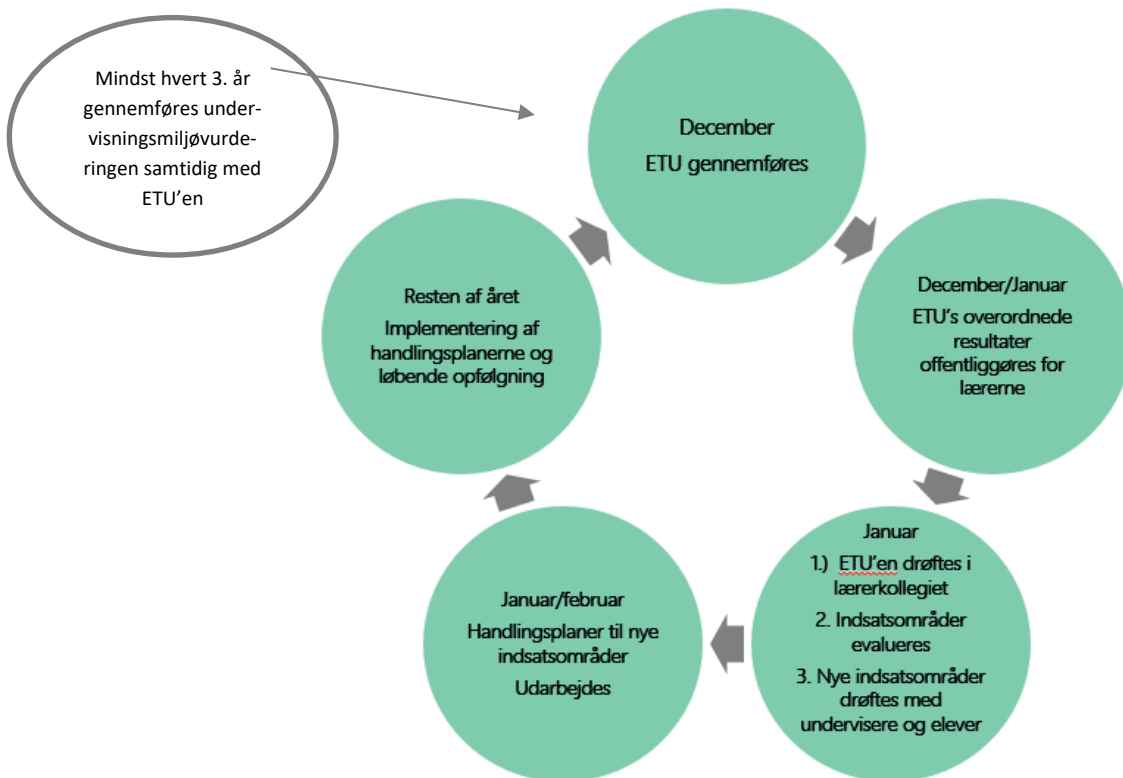 Mindst hvert 3. år
gennemføres under-
visningsmiljøvurde-
ringen samtidig med
ETU’en
December
ETU gennemføres
December/Januar
ETU’s overordnede
resultater
offentliggøres for
lærerne
Januar
1.) ETU’en drøftes i
lærerkollegiet
2. Indsatsområder
evalueres
3. Nye indsatsområder
drøftes med
undervisere og elever
Januar/februar
Handlingsplaner til nye
indsatsområder
Udarbejdes
Resten af året
Implementering af
handlingsplanerne og
løbende opfølgning